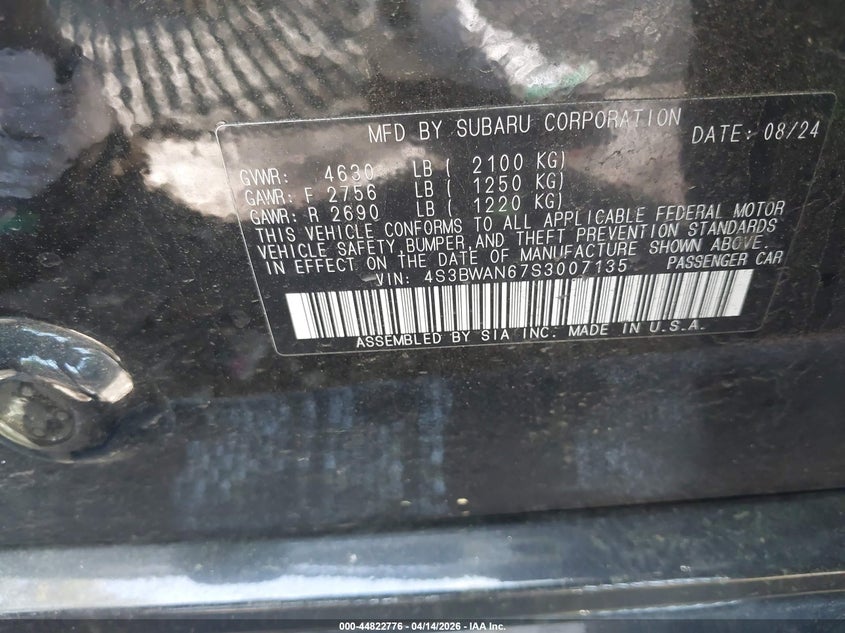 MFD BY SUBARU CORPORATION DATE: 08/24
GVWR: 4630 LB ( 2100 KG)
GAWR: F 2756 LB ( 1250 KG)
GAWR: R 2690 LB ( 1220 KG)
THIS VEHICLE CONFORMS TO ALL APPLICABLE FEDERAL MOTOR
VEHICLE SAFETY, BUMPER, AND THEFT PREVENTION STANDARDS
IN EFFECT ON THE DATE OF MANUFACTURE SHOWN ABOVE.
VIN: 4S3BWAN67S3007135 PASSENGER CAR
ASSEMBLED BY SIA INC. MADE IN U.S.A.
000-44822776 - 04/14/2026 - IAA Inc.